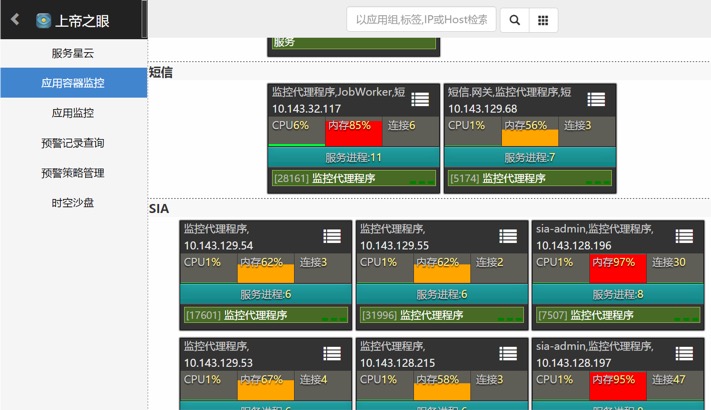 上帝之眼
以应用组,标签,IP或Host检索
服务星云
应用容器监控
应用监控
预警记录查询
预警策略管理
时空沙盘
服务
短信
监控代理程序,JobWorker,短
10.143.32.117
CPU6% 内存85% 连接6
服务进程:11
[28161] 监控代理程序
短信.网关,监控代理程序,短
10.143.129.68
CPU1% 内存56% 连接3
服务进程:7
[5174] 监控代理程序
SIA
监控代理程序,
10.143.129.54
CPU1% 内存62% 连接3
服务进程:6
[17601] 监控代理程序
监控代理程序,
10.143.129.55
CPU1% 内存62% 连接2
服务进程:6
[31996] 监控代理程序
sia-admin,监控代理程序,
10.143.128.196
CPU1% 内存97% 连接30
服务进程:8
[7507] 监控代理程序
监控代理程序,
10.143.129.53
CPU1% 内存67% 连接4
监控代理程序,
10.143.128.215
CPU1% 内存58% 连接3
sia-admin,监控代理程序,
10.143.128.197
CPU1% 内存95% 连接47